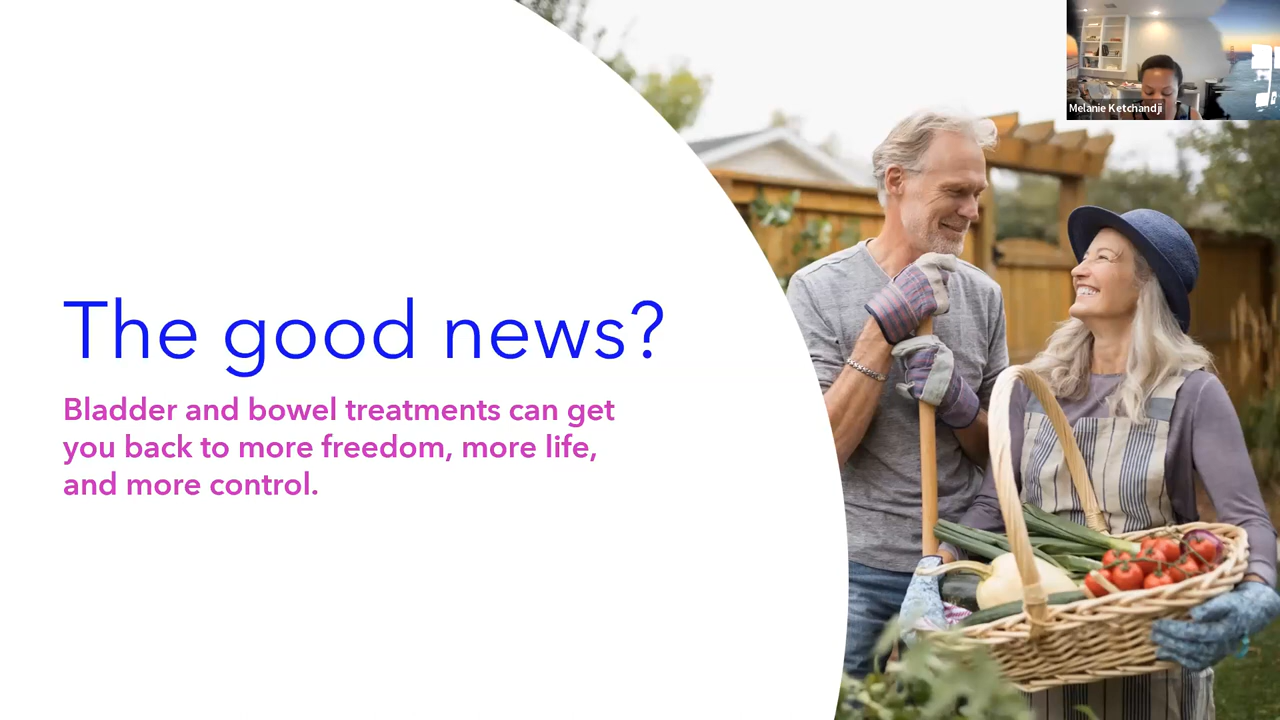 Melanie Ketchandji
The good news?
Bladder and bowel treatments can get
you back to more freedom, more life,
and more control.